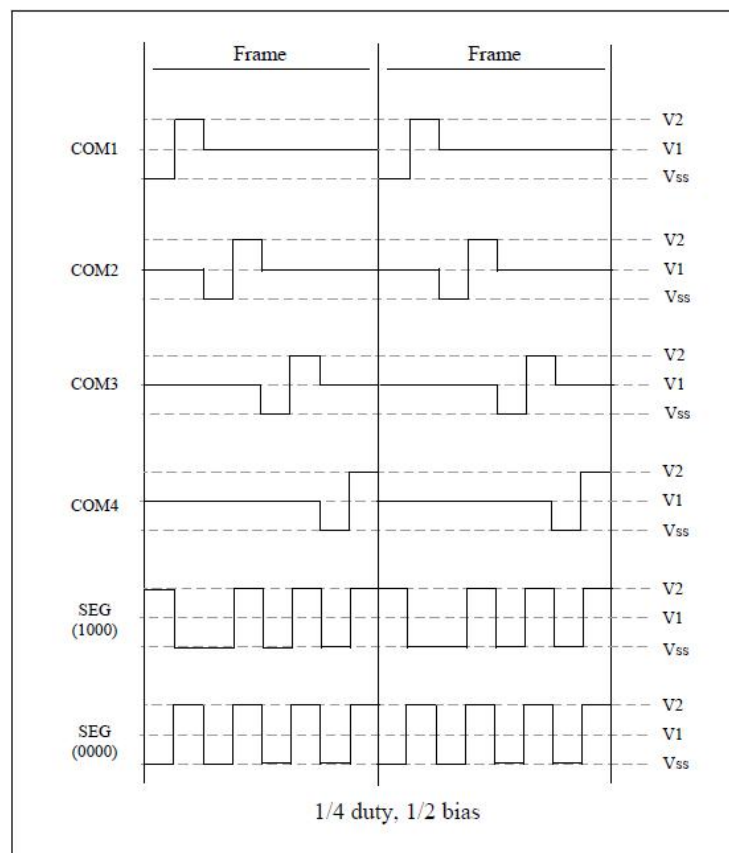 Frame Frame
COM1 V2
V1
Vss
COM2 V2
V1
Vss
COM3 V2
V1
Vss
COM4 V2
V1
Vss
SEG
(1000)
V2
V1
Vss
SEG
(0000)
V2
V1
Vss
1/4 duty, 1/2 bias